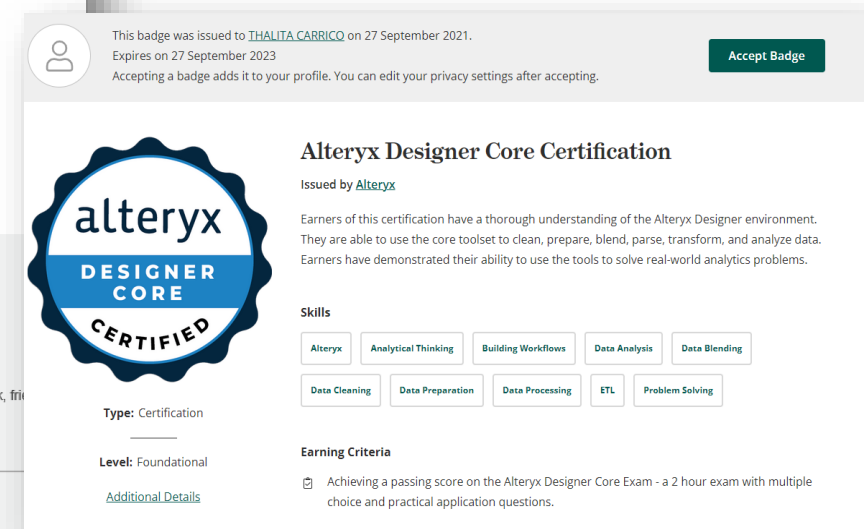 This badge was issued to THALITA CARRICO on 27 September 2021.
Expires on 27 September 2023
Accepting a badge adds it to your profile. You can edit your privacy settings after accepting.
Accept Badge
alteryx
DESIGNER
CORE
CERTIFIED
Type: Certification
Level: Foundational
Additional Details
Alteryx Designer Core Certification
Issued by Alteryx
Earners of this certification have a thorough understanding of the Alteryx Designer environment.
They are able to use the core toolset to clean, prepare, blend, parse, transform, and analyze data.
Earners have demonstrated their ability to use the tools to solve real-world analytics problems.
Skills
Alteryx Analytical Thinking Building Workflows Data Analysis Data Blending
Data Cleaning Data Preparation Data Processing ETL Problem Solving
Earning Criteria
Achieving a passing score on the Alteryx Designer Core Exam - a 2 hour exam with multiple
choice and practical application questions.